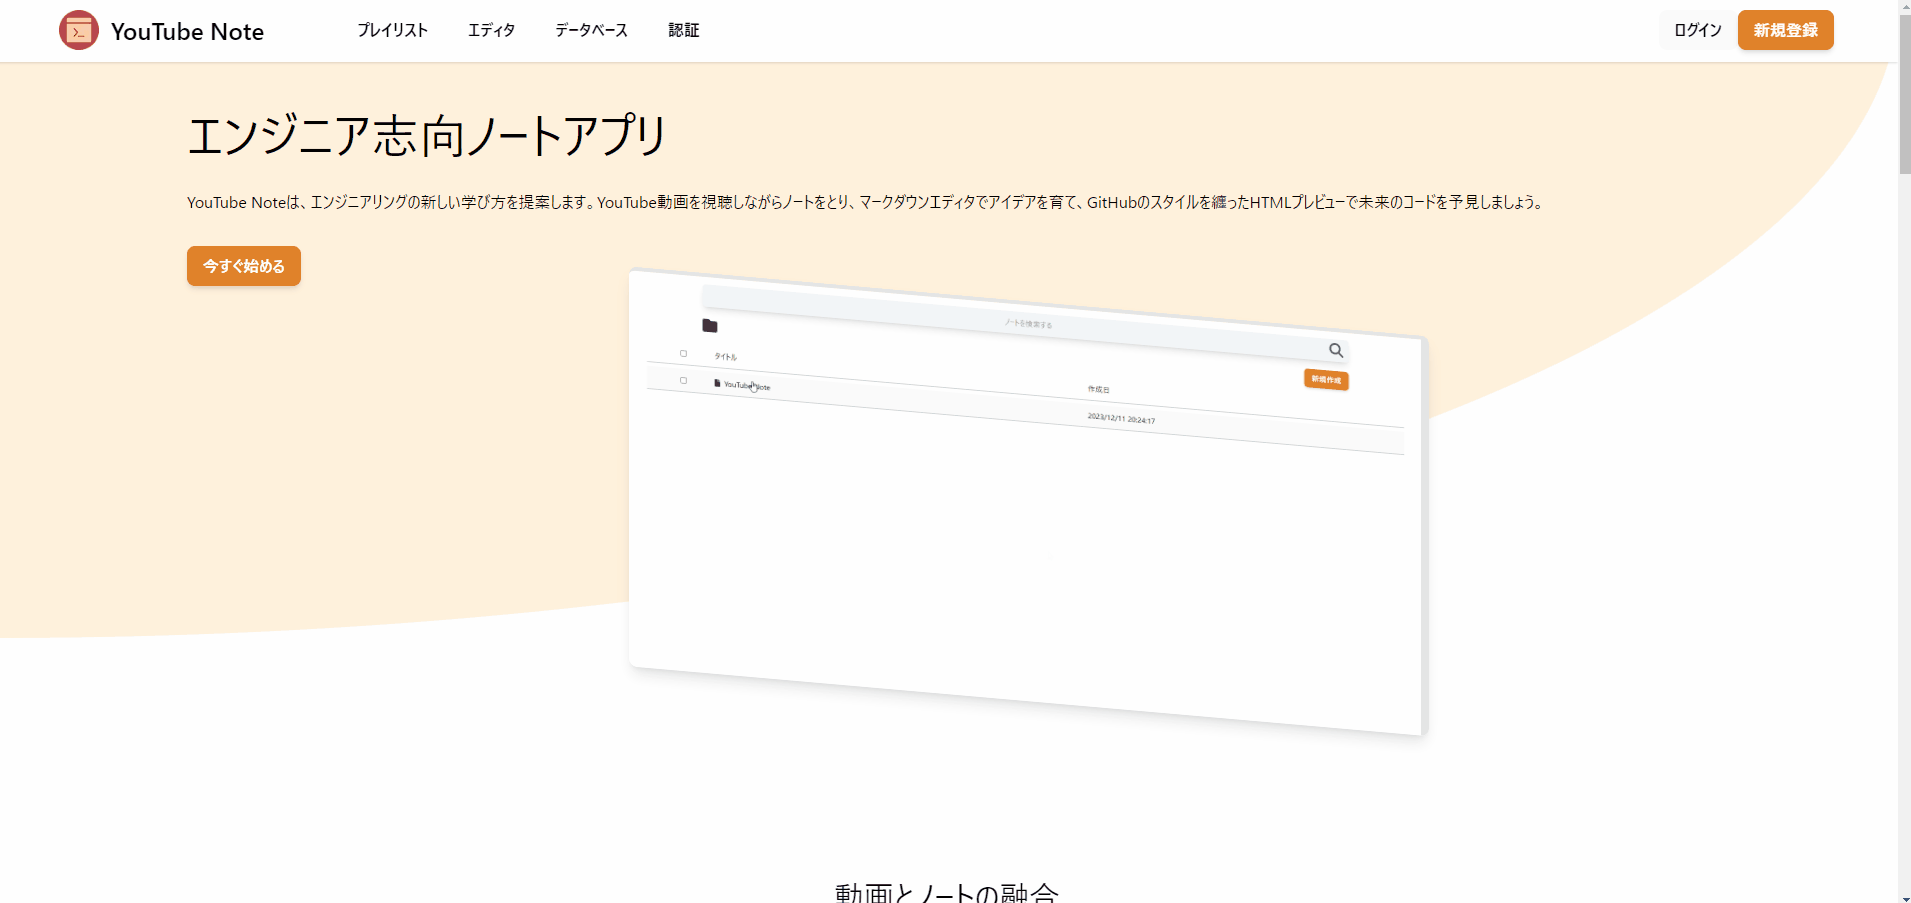 YouTube Note
プレイリスト
エディタ
データベース
認証
ログイン
新規登録
エンジニア志向ノートアプリ
YouTube Noteは、エンジニアリングの新しい学び方を提案します。YouTube動画を視聴しながらノートをとり、マークダウンエディタでアイデアを育て、GitHubのスタイルを纏ったHTMLプレビューで未来のコードを予見しましょう。
今すぐ始める
ノートを検索する
新規作成
タイトル
作成日
YouTube Note
2023/12/11 20:24:17
動画とノートの融合